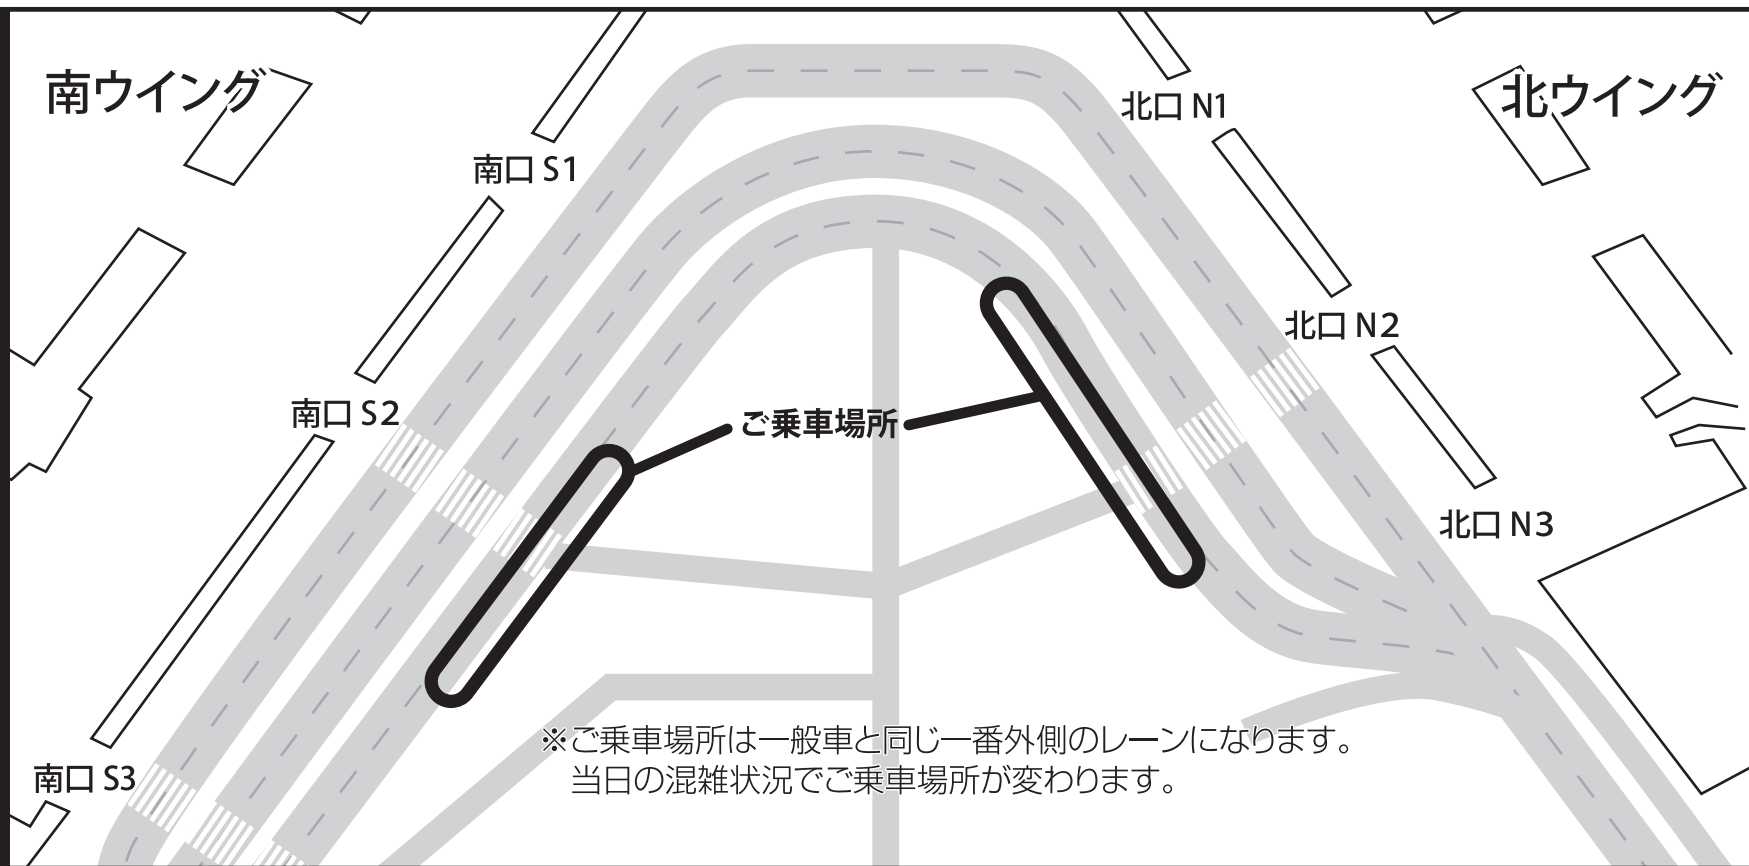 南ウイング
北ウイング
北口 N1
南口 S1
北口 N2
南口 S2
ご乗車場所
北口 N3
※ご乗車場所は一般車と同じ一番外側のレーンになります。
当日の混雑状況でご乗車場所が変わります。
南口 S3